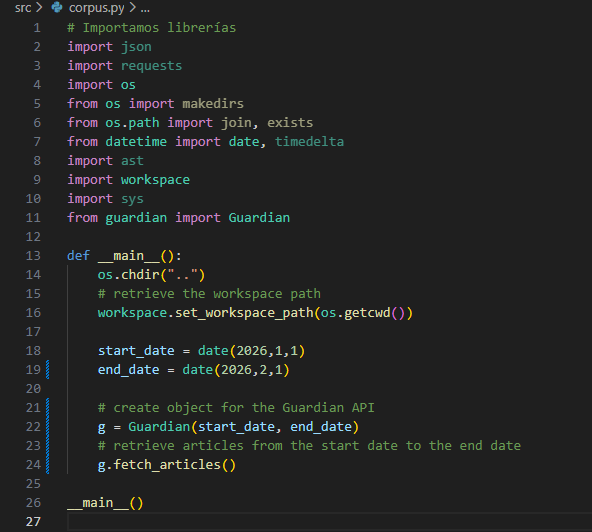 src > corpus.py > ...
1 # Importamos librerías
2 import json
3 import requests
4 import os
5 from os import makedirs
6 from os.path import join, exists
7 from datetime import date, timedelta
8 import ast
9 import workspace
10 import sys
11 from guardian import Guardian
12
13 def __main__():
14     os.chdir("..")
15     # retrieve the workspace path
16     workspace.set_workspace_path(os.getcwd())
17
18     start_date = date(2026,1,1)
19     end_date = date(2026,2,1)
20
21     # create object for the Guardian API
22     g = Guardian(start_date, end_date)
23     # retrieve articles from the start date to the end date
24     g.fetch_articles()
25
26 __main__()
27